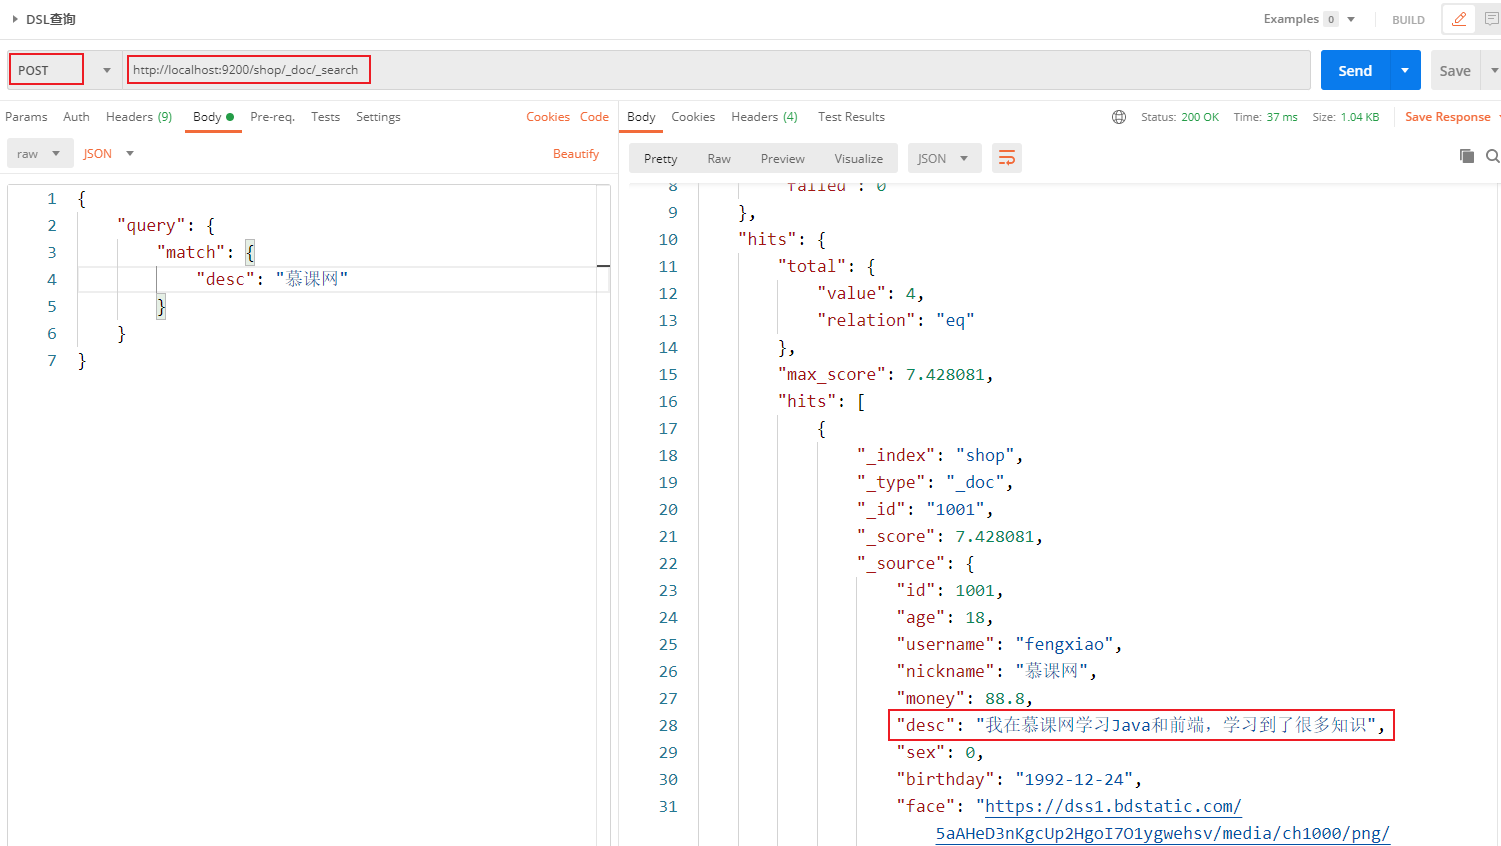 DSL查询
Examples 0
BUILD
POST
http://localhost:9200/shop/_doc/_search
Send
Save
Params Auth Headers (9) Body Pre-req. Tests Settings Cookies Code
raw JSON Beautify
1 {
2 "query": {
3 "match": {
4 "desc": "慕课网"
5 }
6 }
7 }
Body Cookies Headers (4) Test Results Status: 200 OK Time: 37 ms Size: 1.04 KB Save Response
Pretty Raw Preview Visualize JSON
8 failed": 0
9 },
10 "hits": {
11 "total": {
12 "value": 4,
13 "relation": "eq"
14 },
15 "max_score": 7.428081,
16 "hits": [
17 {
18 "_index": "shop",
19 "_type": "_doc",
20 "_id": "1001",
21 "_score": 7.428081,
22 "_source": {
23 "id": 1001,
24 "age": 18,
25 "username": "fengxiao",
26 "nickname": "慕课网",
27 "money": 88.8,
28 "desc": "我在慕课网学习Java和前端，学习到了很多知识",
29 "sex": 0,
30 "birthday": "1992-12-24",
31 "face": "https://dss1.bdstatic.com/
5aAHeD3nKgcUp2HgoI7O1ygwehsv/media/ch1000/png/